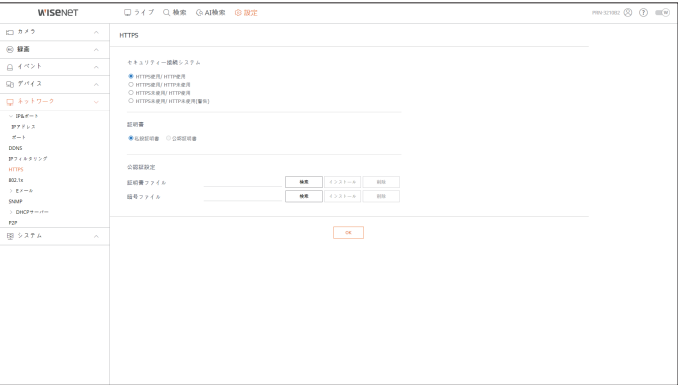 WISENET
ライブ 検索 AI検索 設定
PRN-3210B2
カメラ
録画
イベント
デバイス
ネットワーク
IP&ポート
IPアドレス
ポート
DDNS
IPフィルタリング
HTTPS
802.1x
Eメール
SNMP
DHCPサーバー
P2P
システム
HTTPS
セキュリティー接続システム
HTTPS使用/ HTTP使用
HTTPS使用/ HTTP未使用
HTTPS未使用/ HTTP使用
HTTPS未使用/ HTTP未使用[警告]
証明書
私設証明書 公認証明書
公認認設定
証明書ファイル 検索 インストール 削除
暗号ファイル 検索 インストール 削除
OK